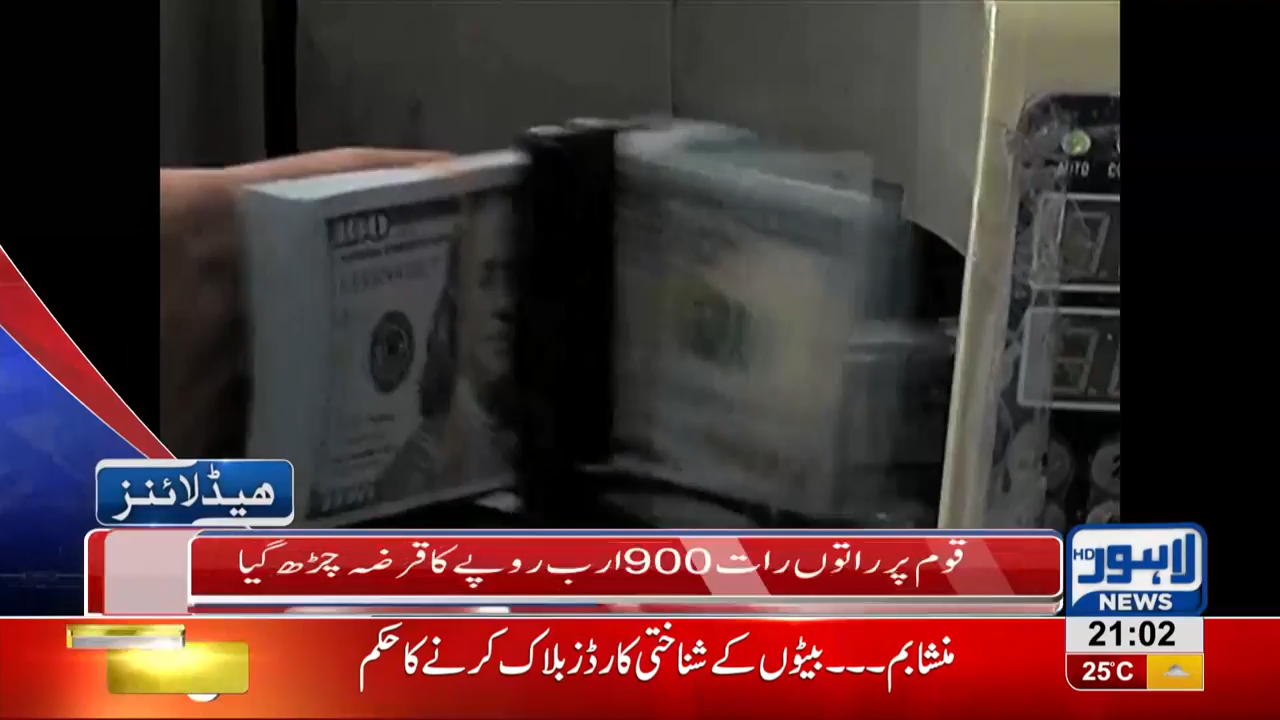 100
AUTO
ھیڈلائنز
قوم پر راتوں رات 900 ارب روپے کا قرضہ چڑھ گیا
HD
لاہور
NEWS
21:02
منشا بم۔۔۔ بیٹوں کے شناختی کارڈز بلاک کرنے کا حکم
25°C